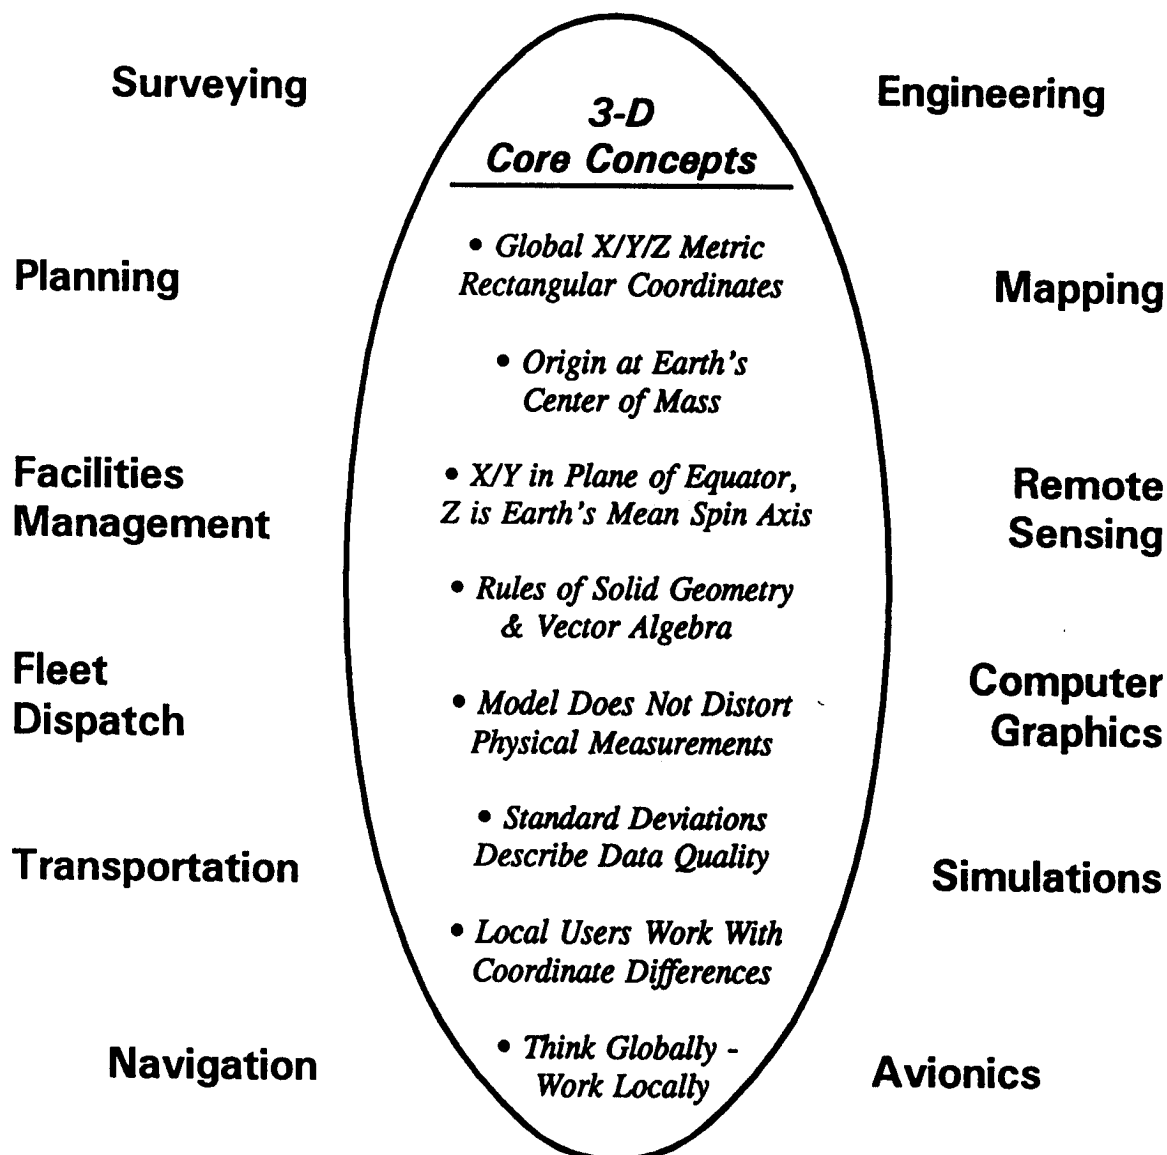 Surveying
Planning
Facilities
Management
Fleet
Dispatch
Transportation
Navigation
3-D
Core Concepts
• Global X/Y/Z Metric
Rectangular Coordinates
• Origin at Earth's
Center of Mass
• X/Y in Plane of Equator,
Z is Earth's Mean Spin Axis
• Rules of Solid Geometry
& Vector Algebra
• Model Does Not Distort
Physical Measurements
• Standard Deviations
Describe Data Quality
• Local Users Work With
Coordinate Differences
• Think Globally -
Work Locally
Engineering
Mapping
Remote
Sensing
Computer
Graphics
Simulations
Avionics